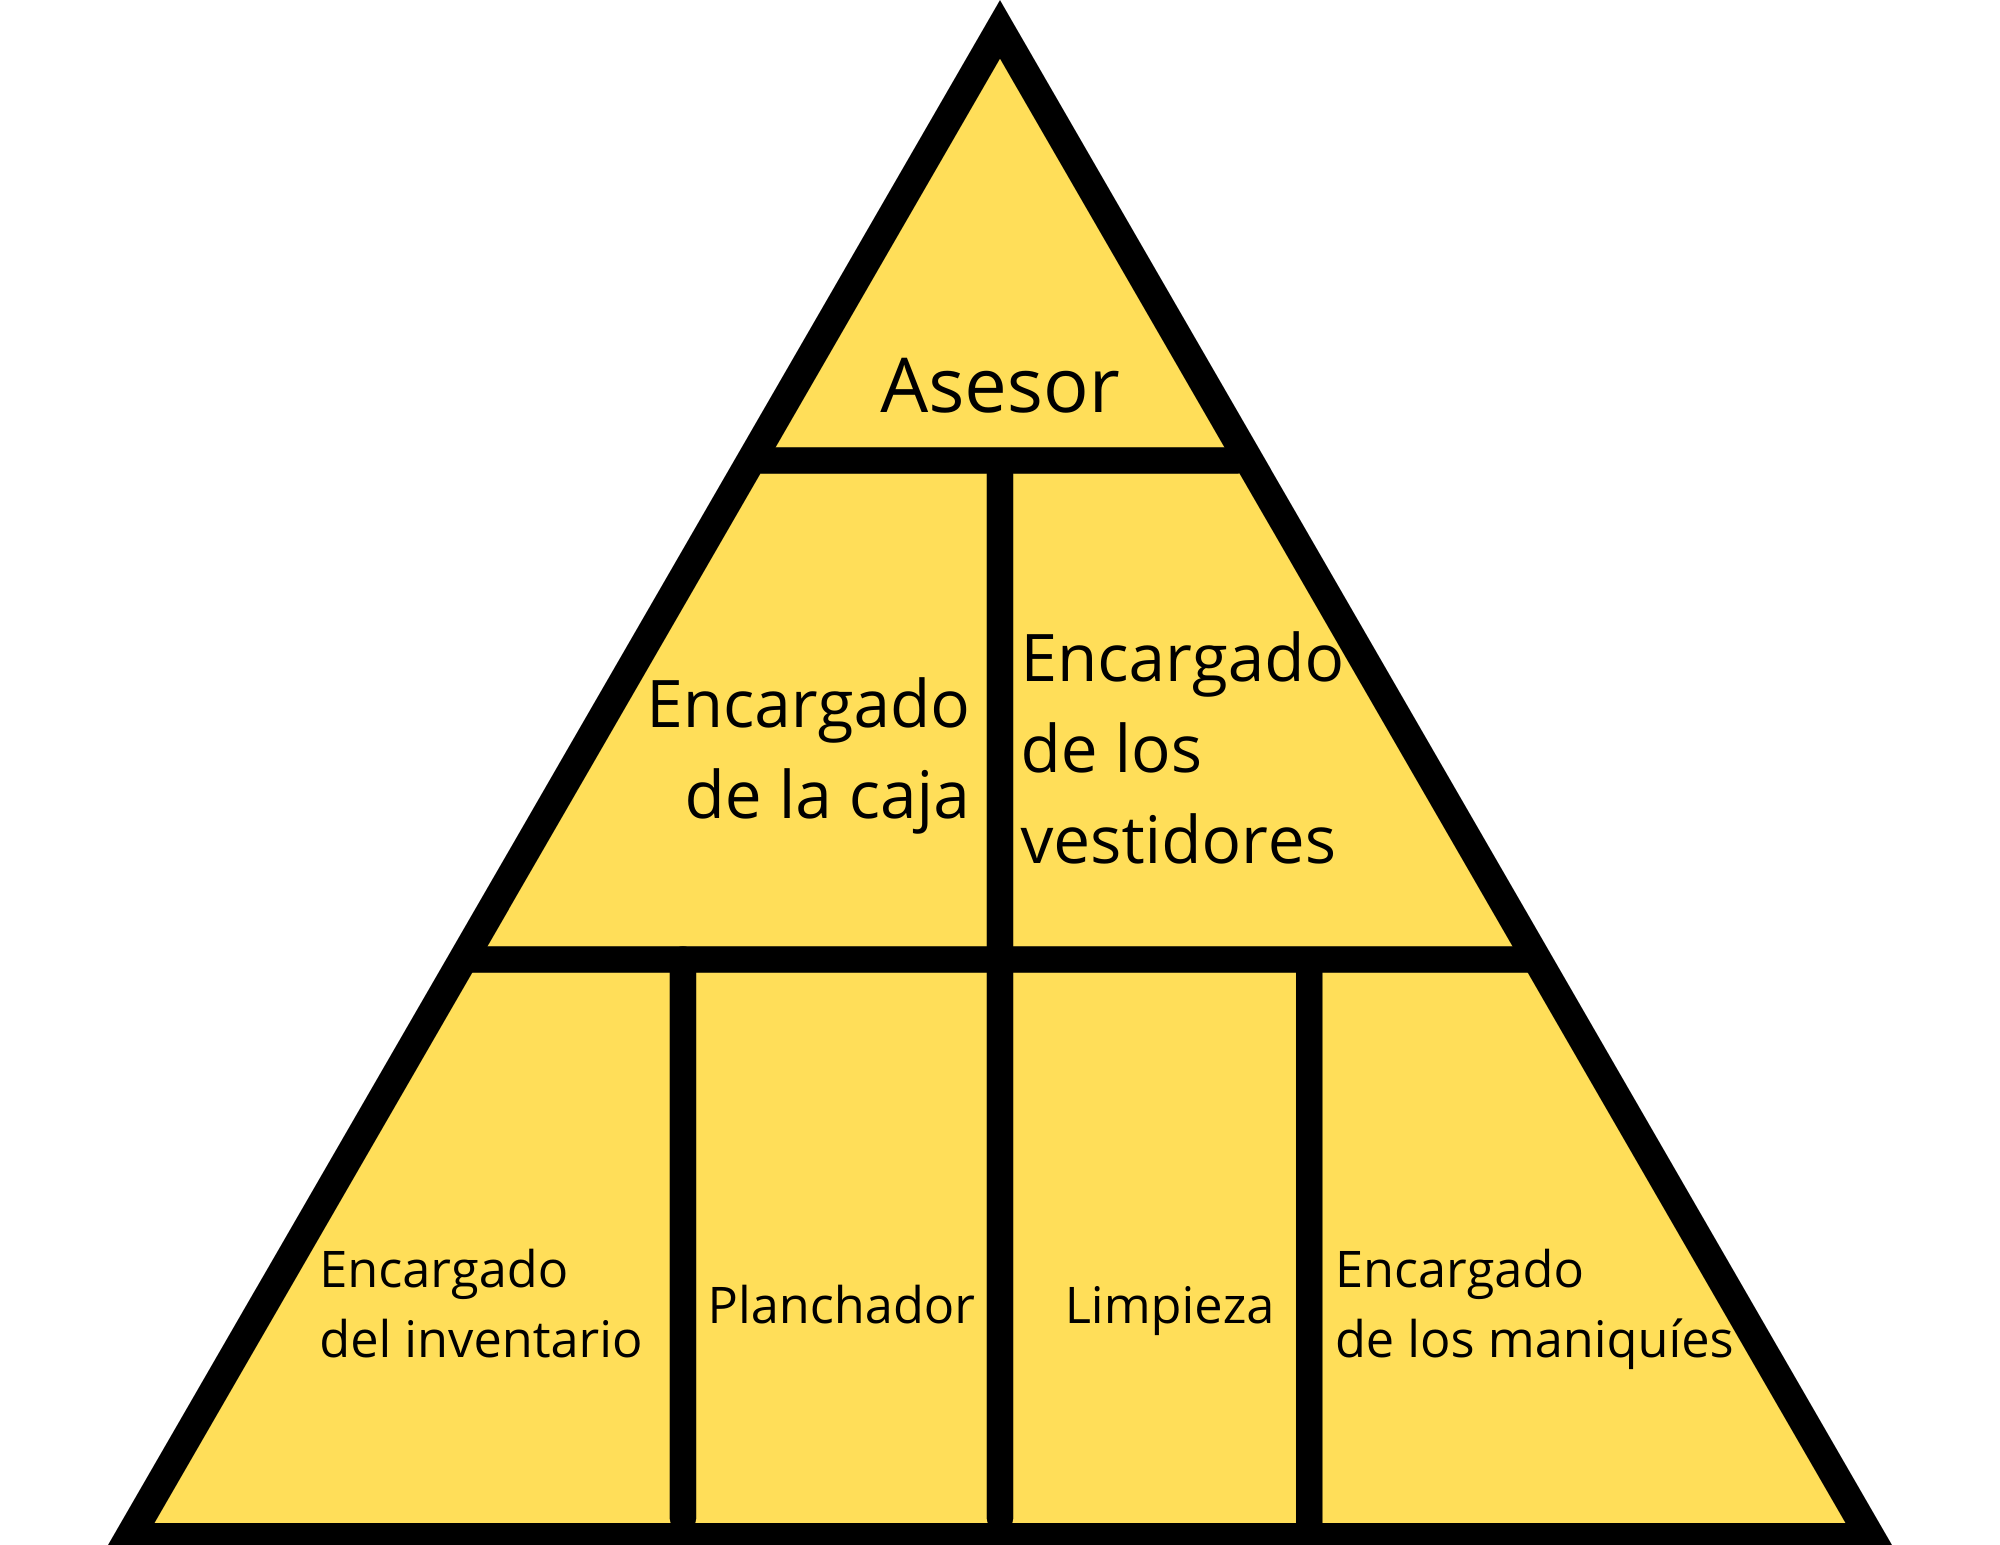 Asesor
Encargado
de la caja
Encargado
de los
vestidores
Encargado
del inventario
Planchador
Limpieza
Encargado
de los maniquíes